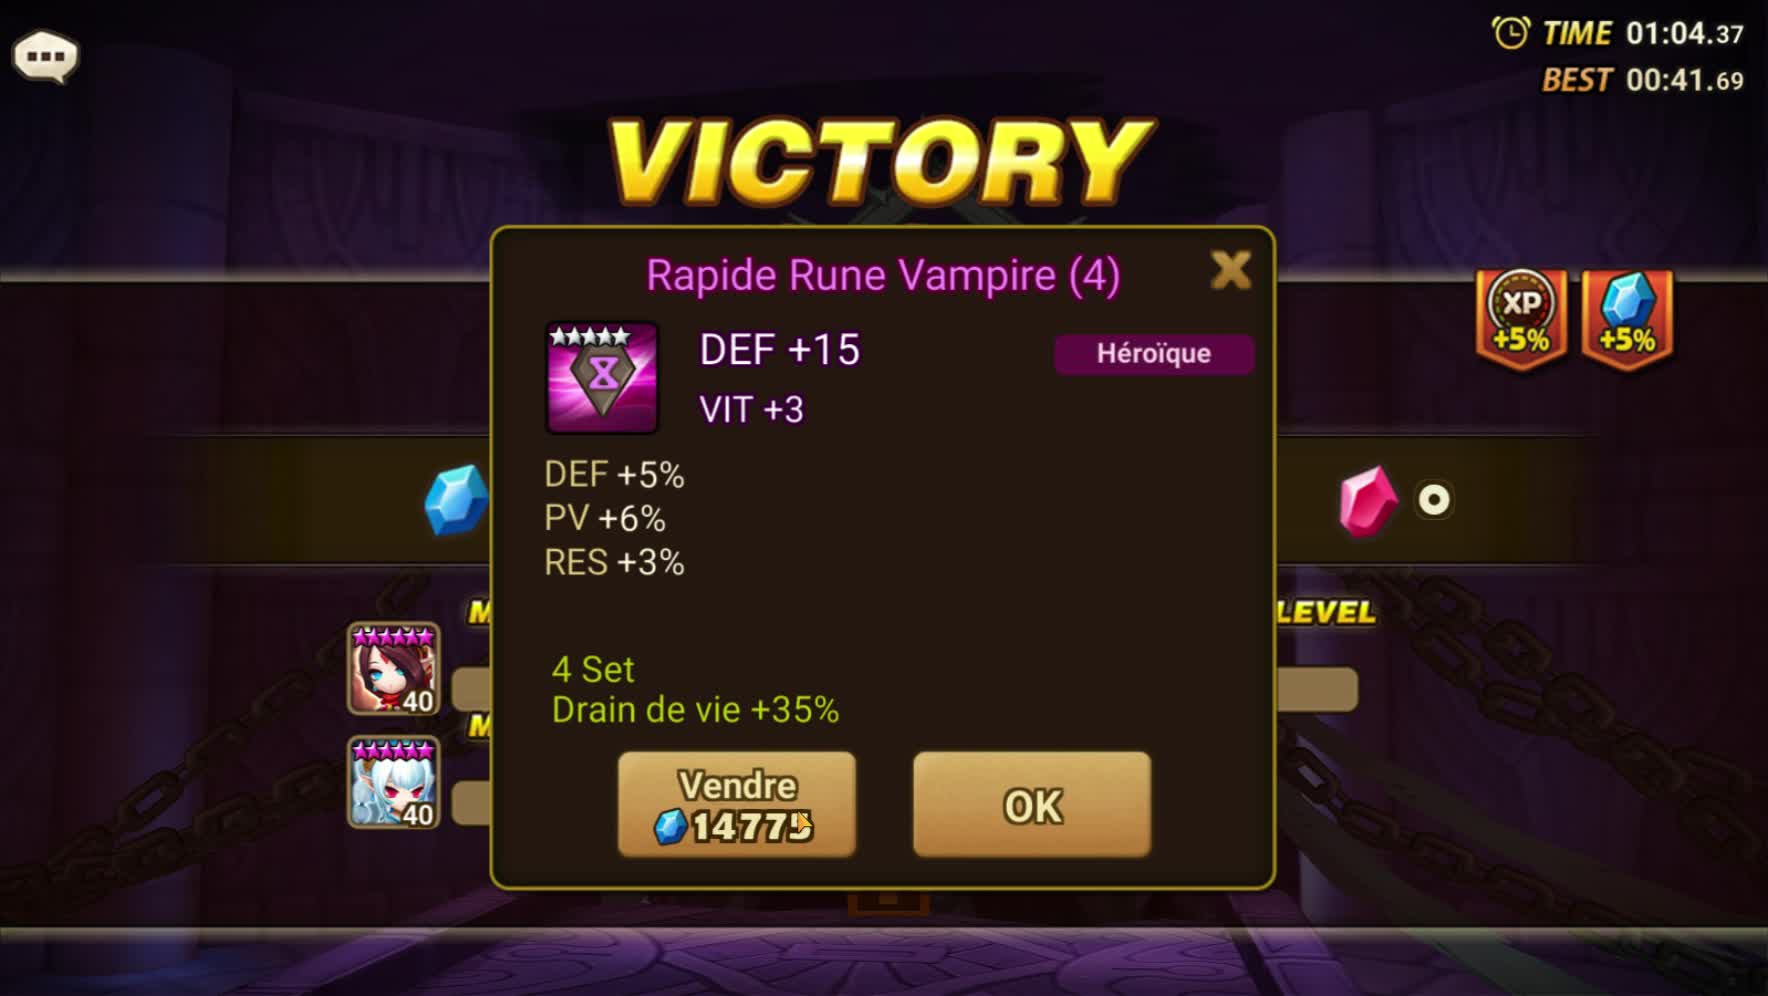 TIME 01:04.37
BEST 00:41.69
VICTORY
Rapide Rune Vampire (4)
DEF +15
Héroïque
VIT +3
XP
+5%
+5%
DEF +5%
PV +6%
RES +3%
0
M
LEVEL
40
M
40
4 Set
Drain de vie +35%
Vendre
14775
OK